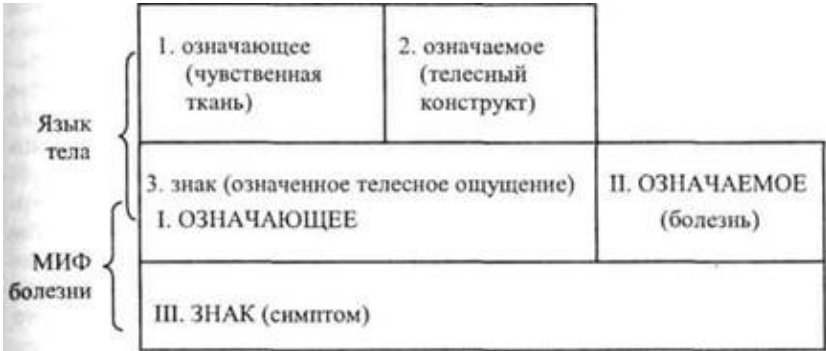 1. означающее
(чувственная
ткань)
2. означаемое
(телесный
конструкт)
Язык
тела
3. знак (означенное телесное ощущение)
I. ОЗНАЧАЮЩЕЕ
II. ОЗНАЧАЕМОЕ
(болезнь)
МИФ
болезни
III. ЗНАК (симптом)